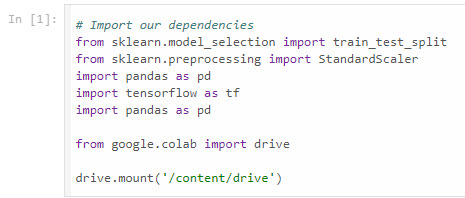 In [1]:
# Import our dependencies
from sklearn.model_selection import train_test_split
from sklearn.preprocessing import StandardScaler
import pandas as pd
import tensorflow as tf
import pandas as pd
from google.colab import drive
drive.mount('/content/drive')